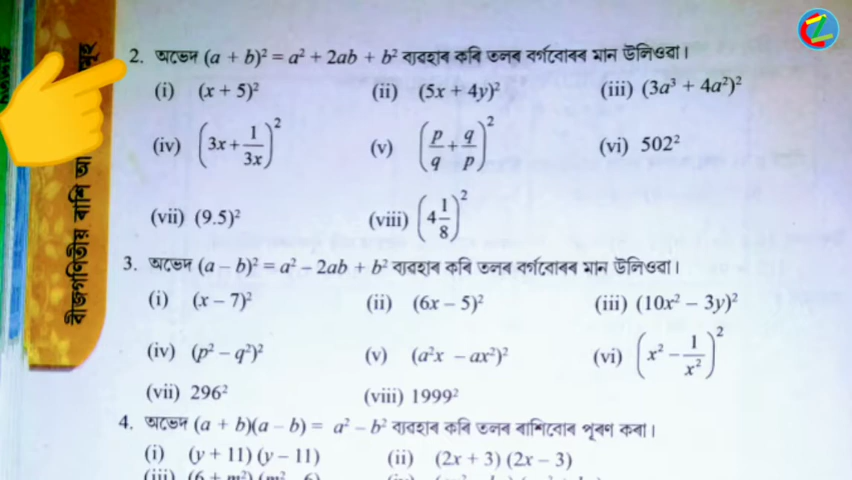 2. অভেদ (a + b)² = a² + 2ab + b² ব্যৱহাৰ কৰি তলৰ বৰ্গবোৰৰ মান উলিওৱা।
(i) (x + 5)² (ii) (5x + 4y)² (iii) (3a³ + 4a²)²
(iv) (3x + 1/3x)² (v) (p/q + q/p)² (vi) 502²
(vii) (9.5)² (viii) (4 1/8)²
3. অভেদ (a – b)² = a² – 2ab + b² ব্যৱহাৰ কৰি তলৰ বৰ্গবোৰৰ মান উলিওৱা।
(i) (x – 7)² (ii) (6x – 5)² (iii) (10x² – 3y)²
(iv) (p² – q²)² (v) (a²x – ax²)² (vi) (x² – 1/x²)²
(vii) 296² (viii) 1999²
4. অভেদ (a + b)(a – b) = a² – b² ব্যৱহাৰ কৰি তলৰ ৰাশিবোৰ পূৰণ কৰা।
(i) (y + 11) (y – 11) (ii) (2x + 3) (2x – 3)
বীজগণিতীয় ৰাশি আ